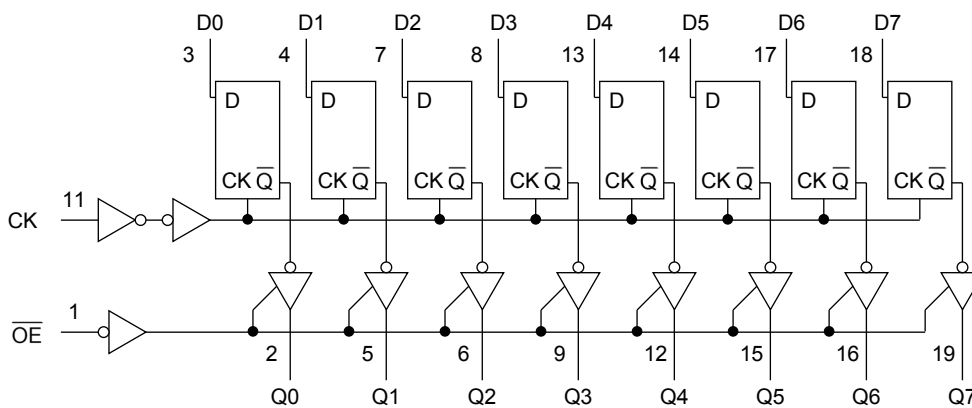 D0 D1 D2 D3 D4 D5 D6 D7
3 4 7 8 13 14 17 18
D D D D D D D D
CK Q̅ CK Q̅ CK Q̅ CK Q̅ CK Q̅ CK Q̅ CK Q̅ CK Q̅
11
CK
1
O̅E̅
2 5 6 9 12 15 16 19
Q0 Q1 Q2 Q3 Q4 Q5 Q6 Q7